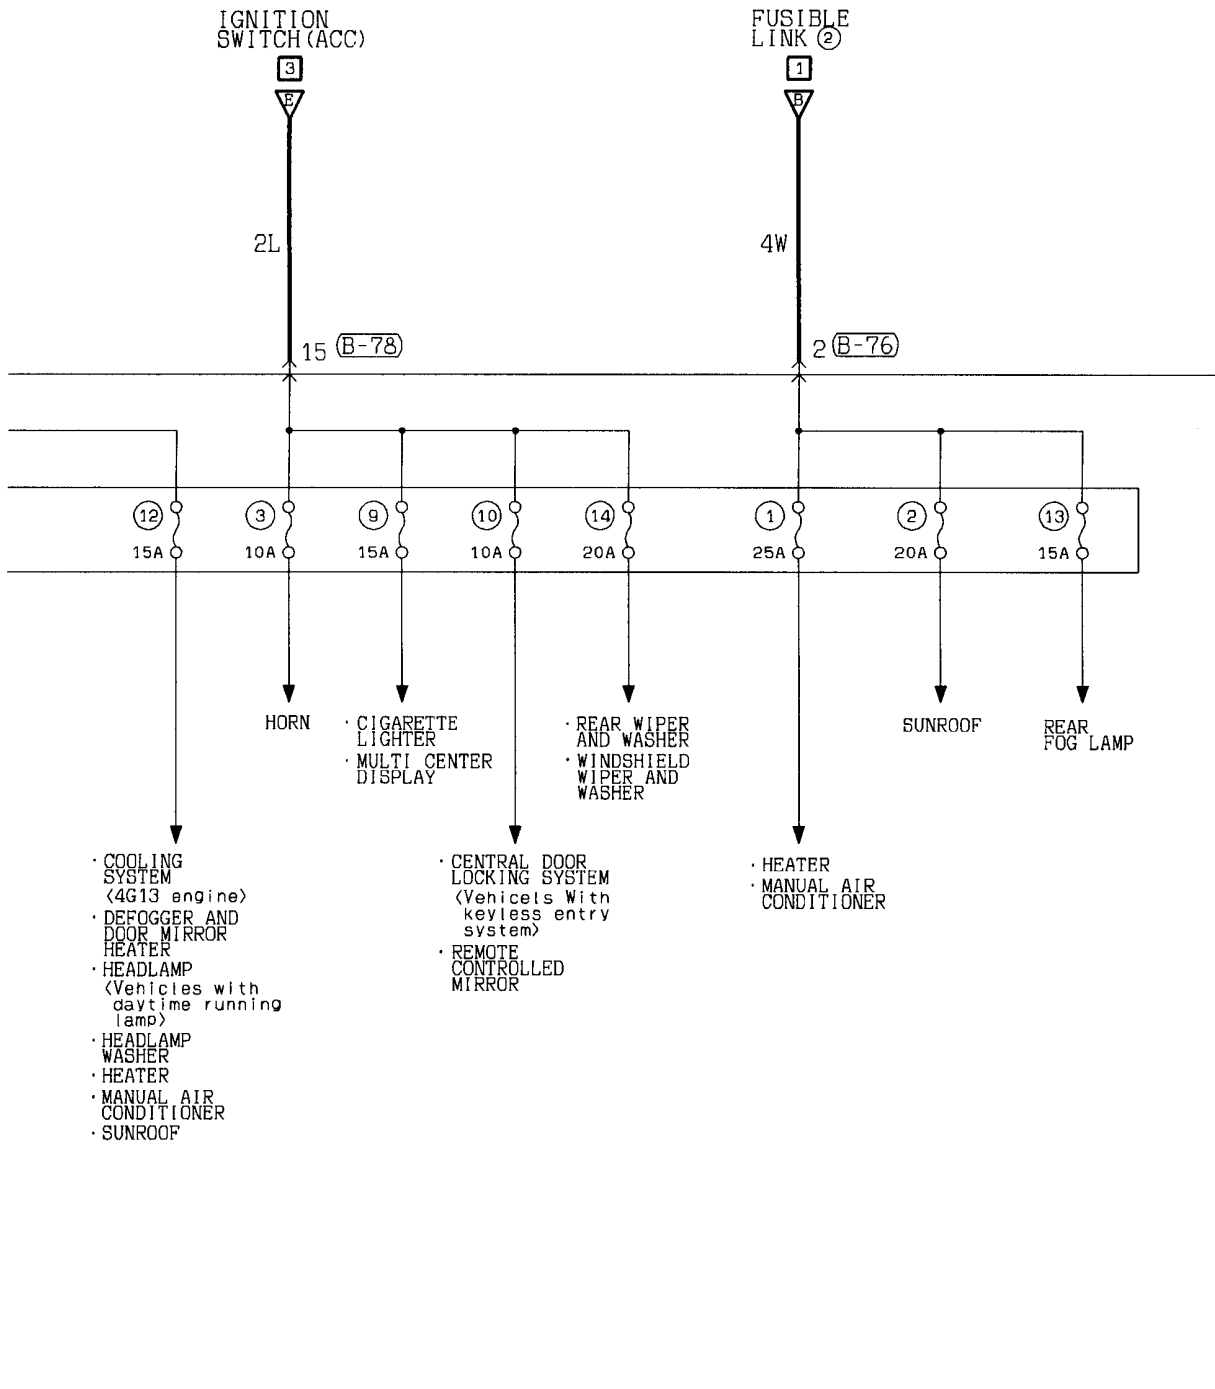 IGNITION
SWITCH(ACC)
3
E
FUSIBLE
LINK ②
1
B
2L
4W
15 (B-78)
2 (B-76)
12 3 9 10 14 1 2 13
15A 10A 15A 10A 20A 25A 20A 15A
HORN
· CIGARETTE
LIGHTER
· MULTI CENTER
DISPLAY
· REAR WIPER
AND WASHER
· WINDSHIELD
WIPER AND
WASHER
SUNROOF
REAR
FOG LAMP
· COOLING
SYSTEM
<4G13 engine>
· DEFOGGER AND
DOOR MIRROR
HEATER
· HEADLAMP
<Vehicles with
daytime running
lamp>
· HEADLAMP
WASHER
· HEATER
· MANUAL AIR
CONDITIONER
· SUNROOF
· CENTRAL DOOR
LOCKING SYSTEM
<Vehicels With
keyless entry
system>
· REMOTE
CONTROLLED
MIRROR
· HEATER
· MANUAL AIR
CONDITIONER